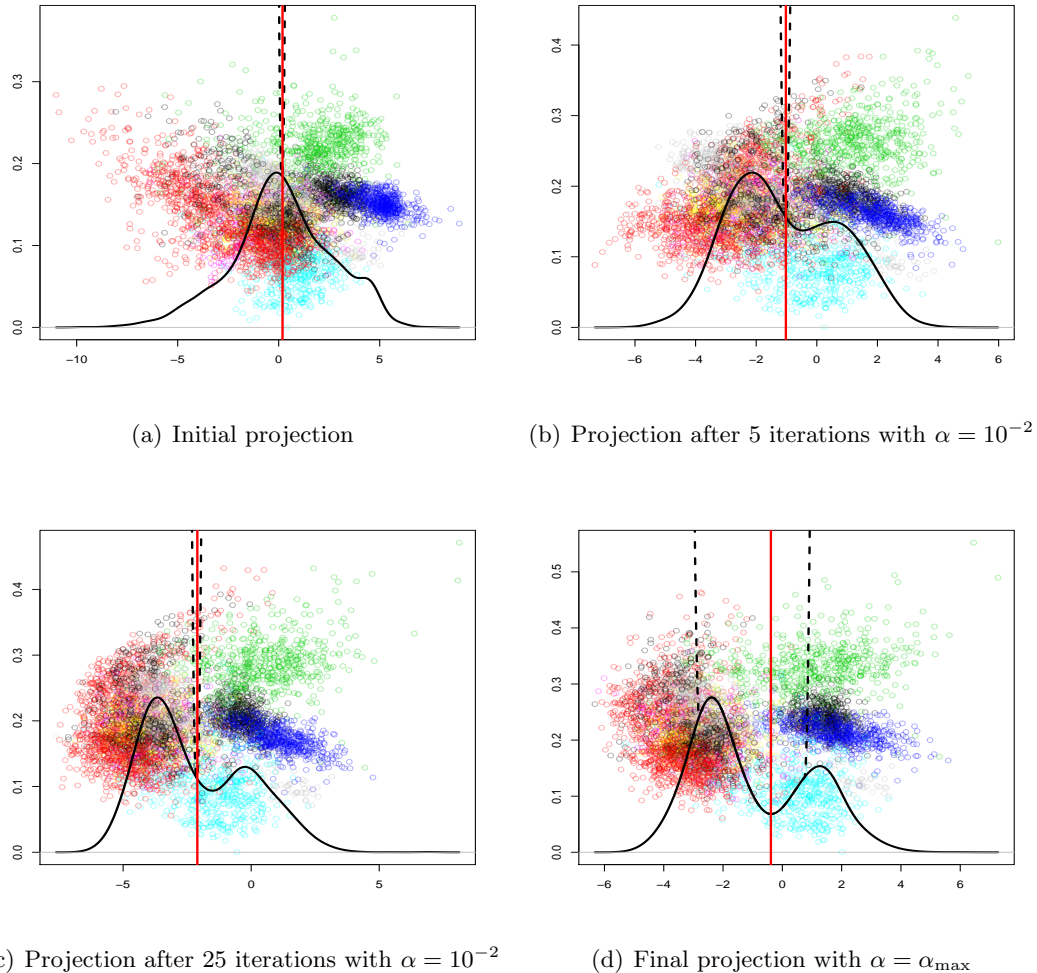 0.0 0.1 0.2 0.3
−10 −5 0 5
(a) Initial projection
0.0 0.1 0.2 0.3 0.4
−6 −4 −2 0 2 4 6
(b) Projection after 5 iterations with α = 10−2
0.0 0.1 0.2 0.3 0.4
−5 0 5
c) Projection after 25 iterations with α = 10−2
0.0 0.1 0.2 0.3 0.4 0.5
−6 −4 −2 0 2 4 6
(d) Final projection with α = αmax